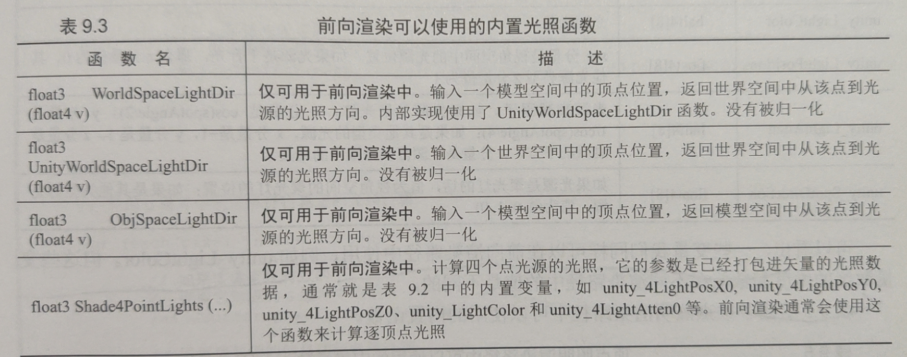 表 9.3 前向渲染可以使用的内置光照函数
函 数 名 描 述
float3 WorldSpaceLightDir
(float4 v)
仅可用于前向渲染中。输入一个模型空间中的顶点位置，返回世界空间中从该点到光
源的光照方向。内部实现使用了 UnityWorldSpaceLightDir 函数。没有被归一化
float3
UnityWorldSpaceLightDir
(float4 v)
仅可用于前向渲染中。输入一个世界空间中的顶点位置，返回世界空间中从该点到光
源的光照方向。没有被归一化
float3 ObjSpaceLightDir
(float4 v)
仅可用于前向渲染中。输入一个模型空间中的顶点位置，返回模型空间中从该点到光
源的光照方向。没有被归一化
float3 Shade4PointLights (...)
仅可用于前向渲染中。计算四个点光源的光照，它的参数是已经打包进矢量的光照数
据，通常就是表 9.2 中的内置变量，如 unity_4LightPosX0, unity_4LightPosY0,
unity_4LightPosZ0、unity_LightColor 和 unity_4LightAtten0 等。前向渲染通常会使用这
个函数来计算逐顶点光照